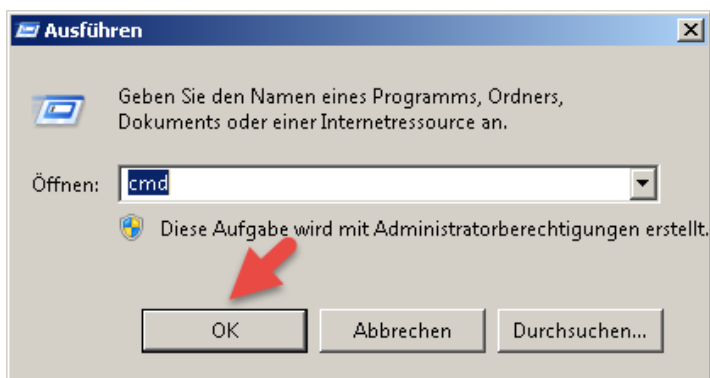 Ausführen
Geben Sie den Namen eines Programms, Ordners,
Dokuments oder einer Internetressource an.
Öffnen: cmd
Diese Aufgabe wird mit Administratorberechtigungen erstellt.
OK Abbrechen Durchsuchen...